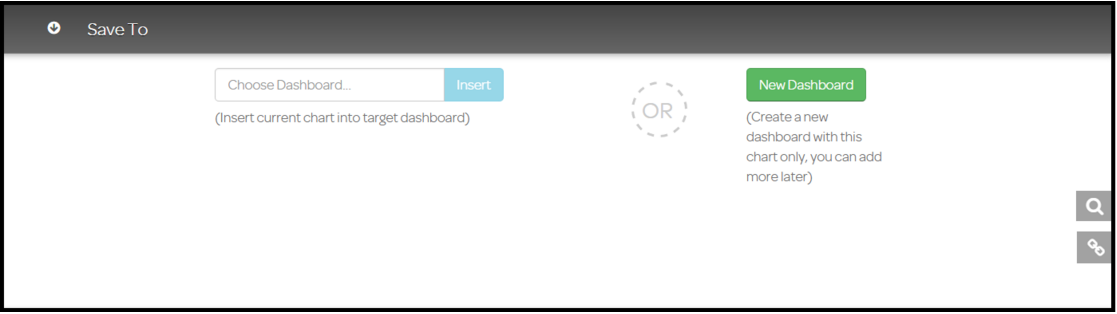 Save To
Choose Dashboard... Insert
(Insert current chart into target dashboard)
OR
New Dashboard
(Create a new
dashboard with this
chart only, you can add
more later)